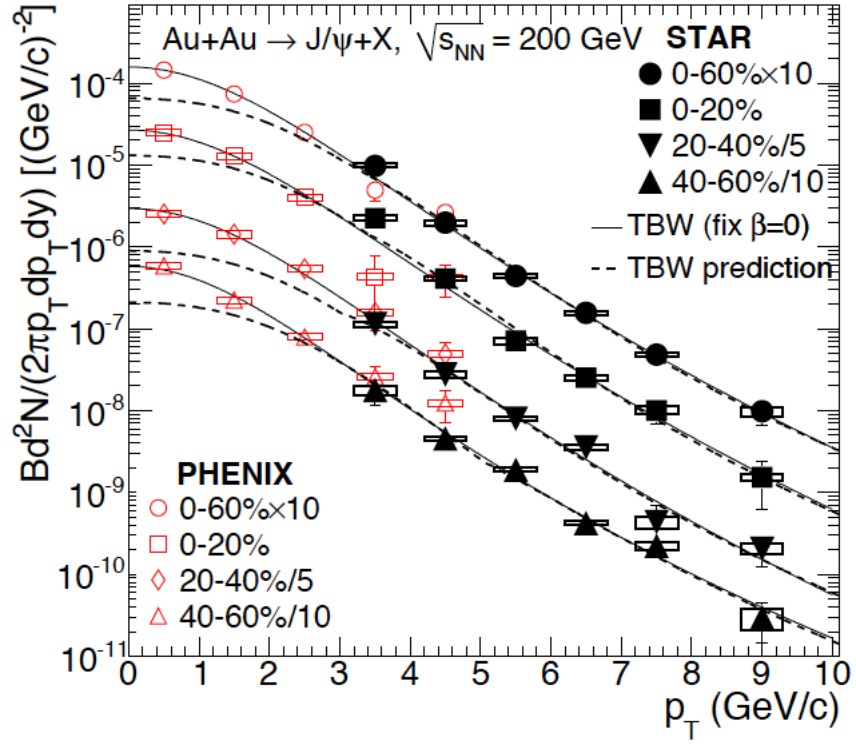 Au+Au → J/ψ+X, √s_NN = 200 GeV
STAR
0-60%×10
0-20%
20-40%/5
40-60%/10
TBW (fix β=0)
TBW prediction
Bd²N/(2πp_T dp_T dy) [(GeV/c)⁻²]
10⁻⁴
10⁻⁵
10⁻⁶
10⁻⁷
10⁻⁸
10⁻⁹
10⁻¹⁰
10⁻¹¹
PHENIX
0-60%×10
0-20%
20-40%/5
40-60%/10
0 1 2 3 4 5 6 7 8 9 10
p_T (GeV/c)